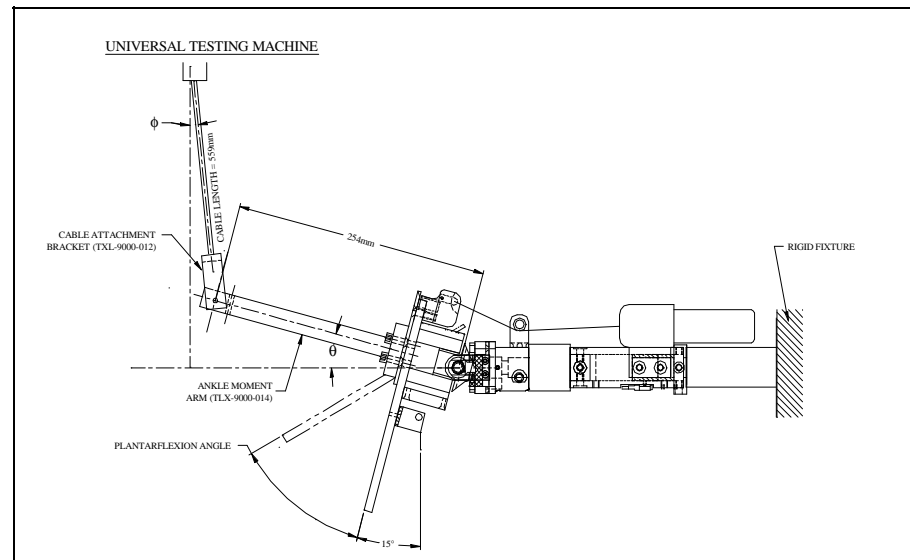 UNIVERSAL TESTING MACHINE
ϕ
CABLE LENGTH = 559mm
CABLE ATTACHMENT
BRACKET (TXL-9000-012)
254mm
RIGID FIXTURE
θ
ANKLE MOMENT
ARM (TLX-9000-014)
PLANTARFLEXION ANGLE
15°